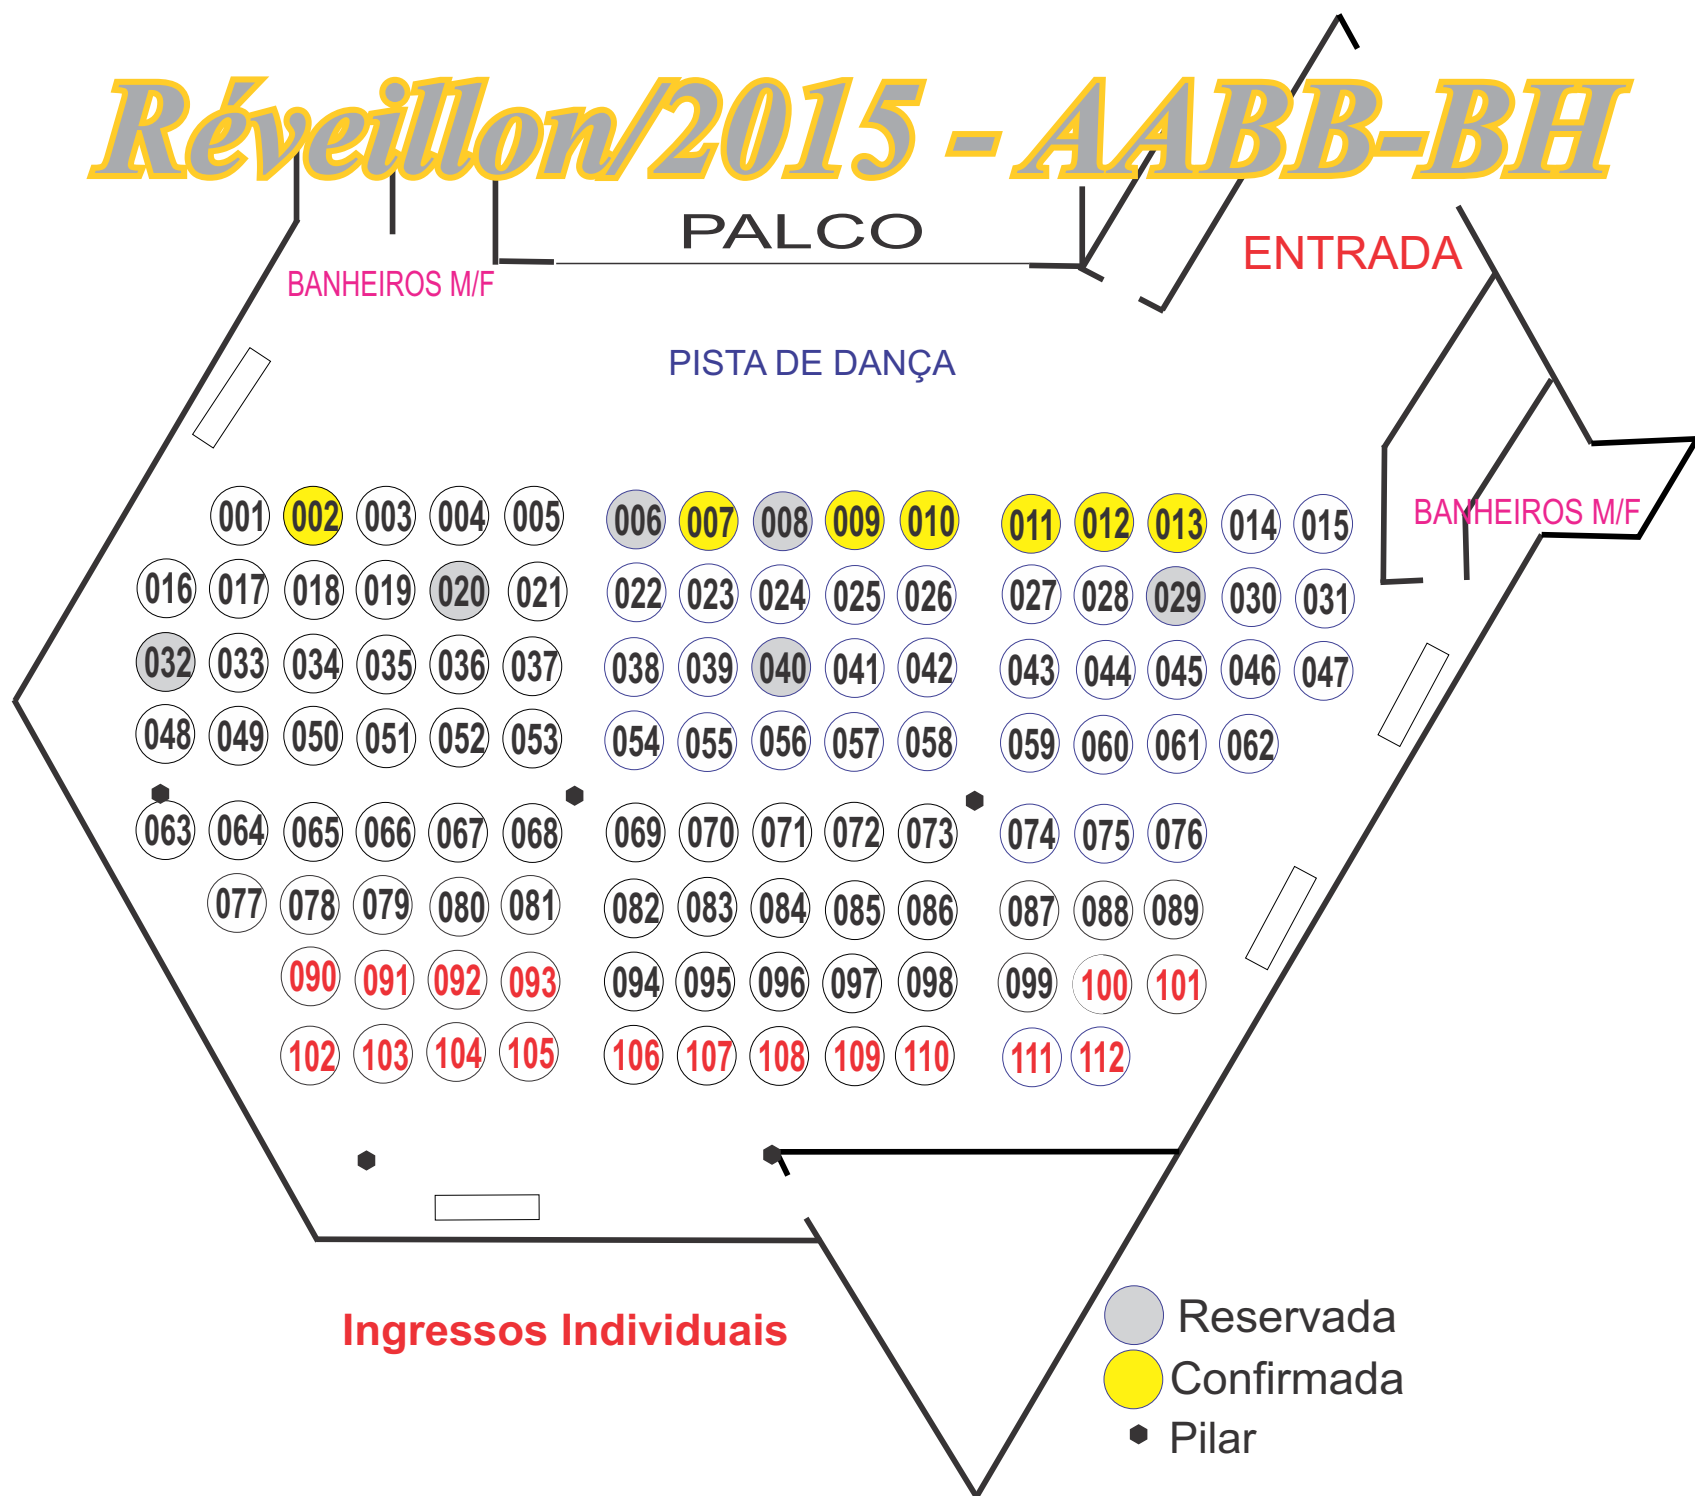 Réveillon/2015 - AABB-BH
PALCO
ENTRADA
BANHEIROS M/F
PISTA DE DANÇA
001 002 003 004 005 006 007 008 009 010 011 012 013 014 015
BANHEIROS M/F
016 017 018 019 020 021 022 023 024 025 026 027 028 029 030 031
032 033 034 035 036 037 038 039 040 041 042 043 044 045 046 047
048 049 050 051 052 053 054 055 056 057 058 059 060 061 062
063 064 065 066 067 068 069 070 071 072 073 074 075 076
077 078 079 080 081 082 083 084 085 086 087 088 089
090 091 092 093 094 095 096 097 098 099 100 101
102 103 104 105 106 107 108 109 110 111 112
Ingressos Individuais
Reservada
Confirmada
Pilar